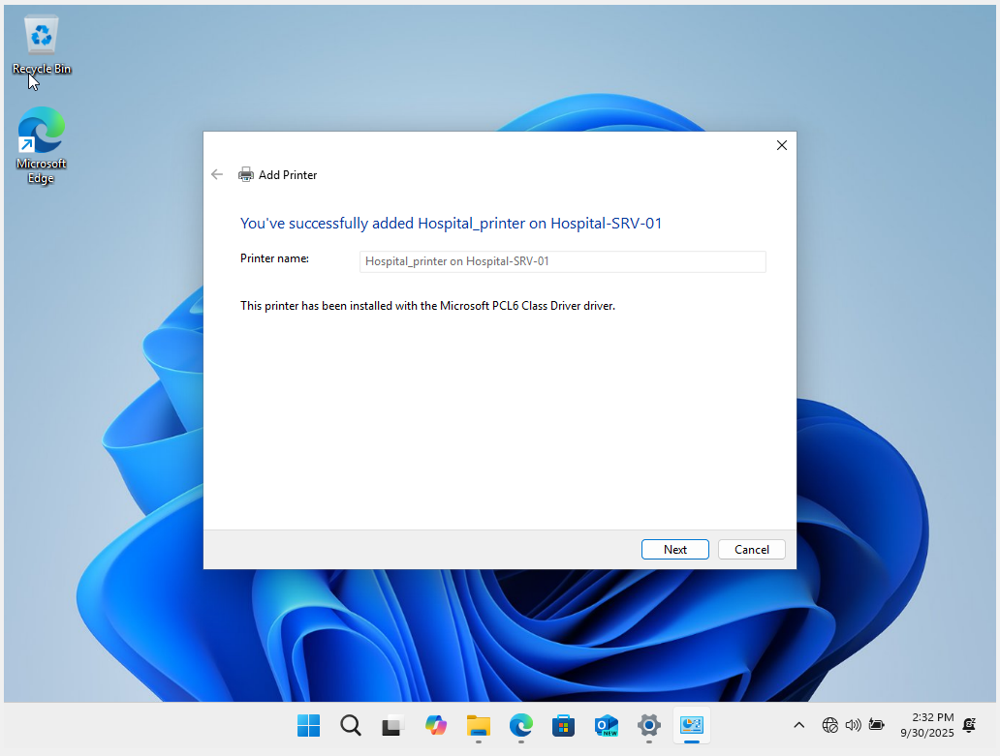 Recycle Bin
Microsoft
Edge
Add Printer
You've successfully added Hospital_printer on Hospital-SRV-01
Printer name:
Hospital_printer on Hospital-SRV-01
This printer has been installed with the Microsoft PCL6 Class Driver driver.
Next
Cancel
NEW
2:32 PM
9/30/2025